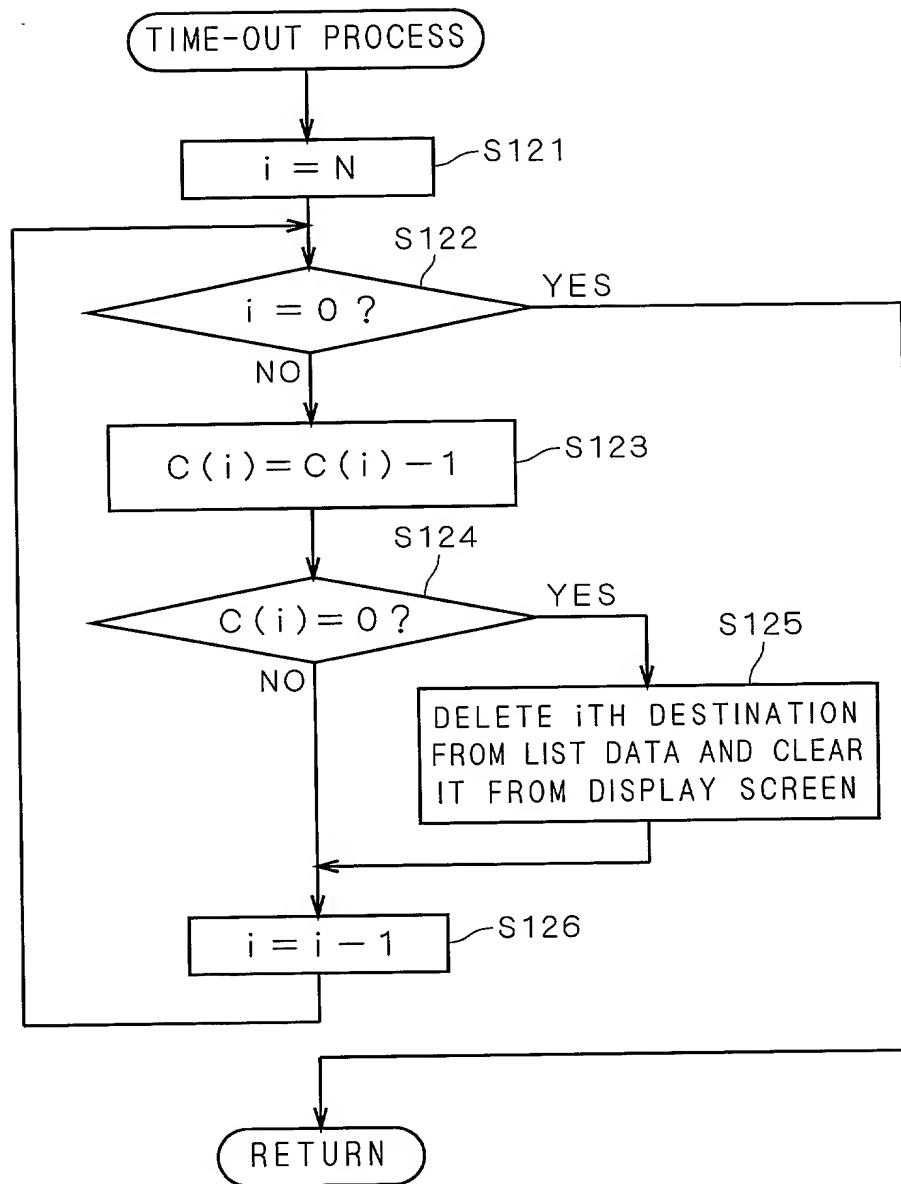 TIME-OUT PROCESS
i = N
S121
S122
i = 0 ?
YES
NO
C(i)=C(i)-1
S123
S124
C(i)=0?
YES
NO
S125
DELETE iTH DESTINATION
FROM LIST DATA AND CLEAR
IT FROM DISPLAY SCREEN
i = i - 1
S126
RETURN